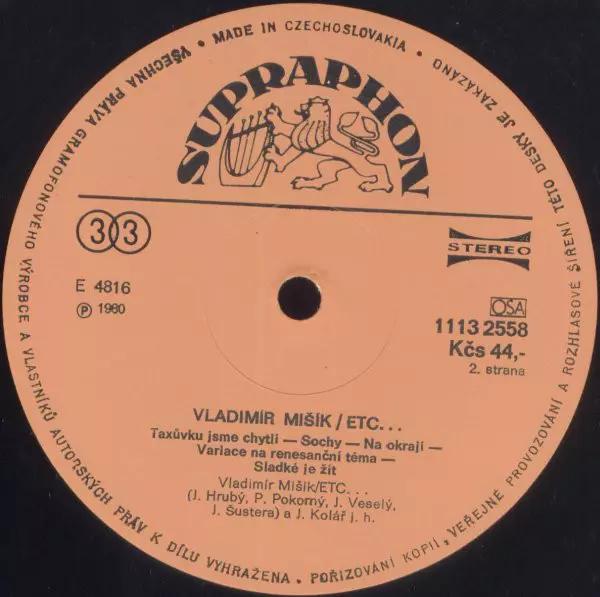 VŠECHNA PRÁVA GRAMOFONOVÉHO VÝROBCE A VLASTNÍKŮ AUTORSKÝCH PRÁV K DÍLU VYHRAŽENA • POŘIZOVÁNÍ KOPIÍ, VEŘEJNÉ PROVOZOVÁNÍ A ROZHLASOVÉ ŠÍŘENÍ TÉTO DESKY JE ZAKÁZÁNO • MADE IN CZECHOSLOVAKIA •
SUPRAPHON
33
STEREO
E 4816
Ⓟ 1980
OSA
1113 2558
Kčs 44,-
2. strana
VLADIMÍR MIŠÍK/ETC...
Taxůvku jsme chytli — Sochy — Na okraji —
Variace na renesanční téma —
Sladké je žít
Vladimír Mišík/ETC...
(J. Hrubý, P. Pokorný, J. Veselý,
J. Šustera) a J. Kolář j. h.